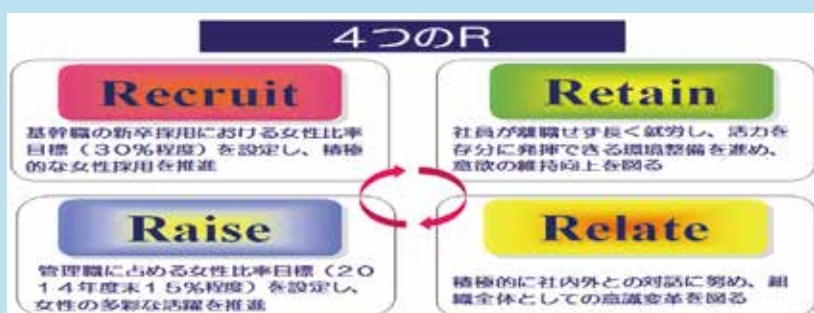 4つのR
Recruit
基幹職の新卒採用における女性比率
目標（30%程度）を設定し、積極
的な女性採用を推進
Retain
社員が離職せず長く就労し、活力を
存分に発揮できる環境整備を進め、
意欲の維持向上を図る
Raise
管理職に占める女性比率目標（20
14年度末15%程度）を設定し、
女性の多彩な活躍を推進
Relate
積極的に社内外との対話に努め、組
織全体としての意識変革を図る